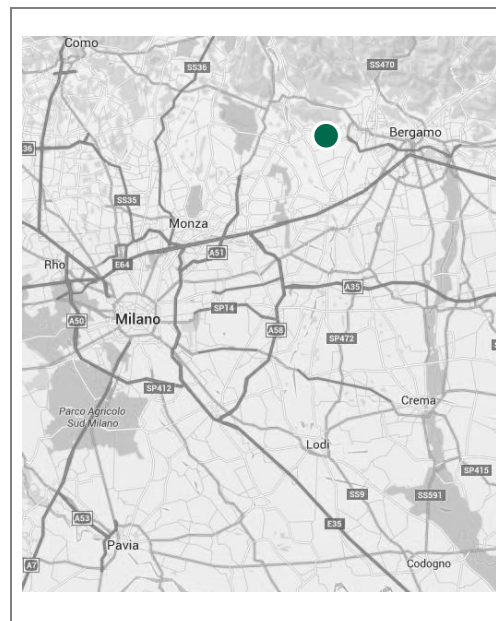 Como
SS36
SS470
Bergamo
SS35
Monza
A51
Rho
E64
A35
SP14
Milano
A50
A58
SP472
SP412
Crema
Parco Agricolo
Sud Milano
Lodi
SP415
SS9
SS591
A53
E35
Pavia
Codogno
A7